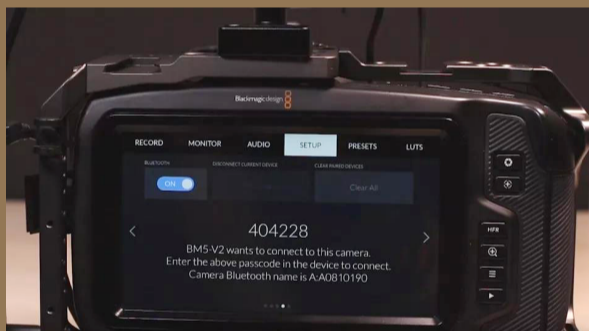 Blackmagicdesign
RECORD MONITOR AUDIO SETUP PRESETS LUTS
BLUETOOTH DISCONNECT CURRENT DEVICE CLEAR PAIRED DEVICES
ON Clear All
404228
BM5-V2 wants to connect to this camera.
Enter the above passcode in the device to connect.
Camera Bluetooth name is A:A0810190
HFR